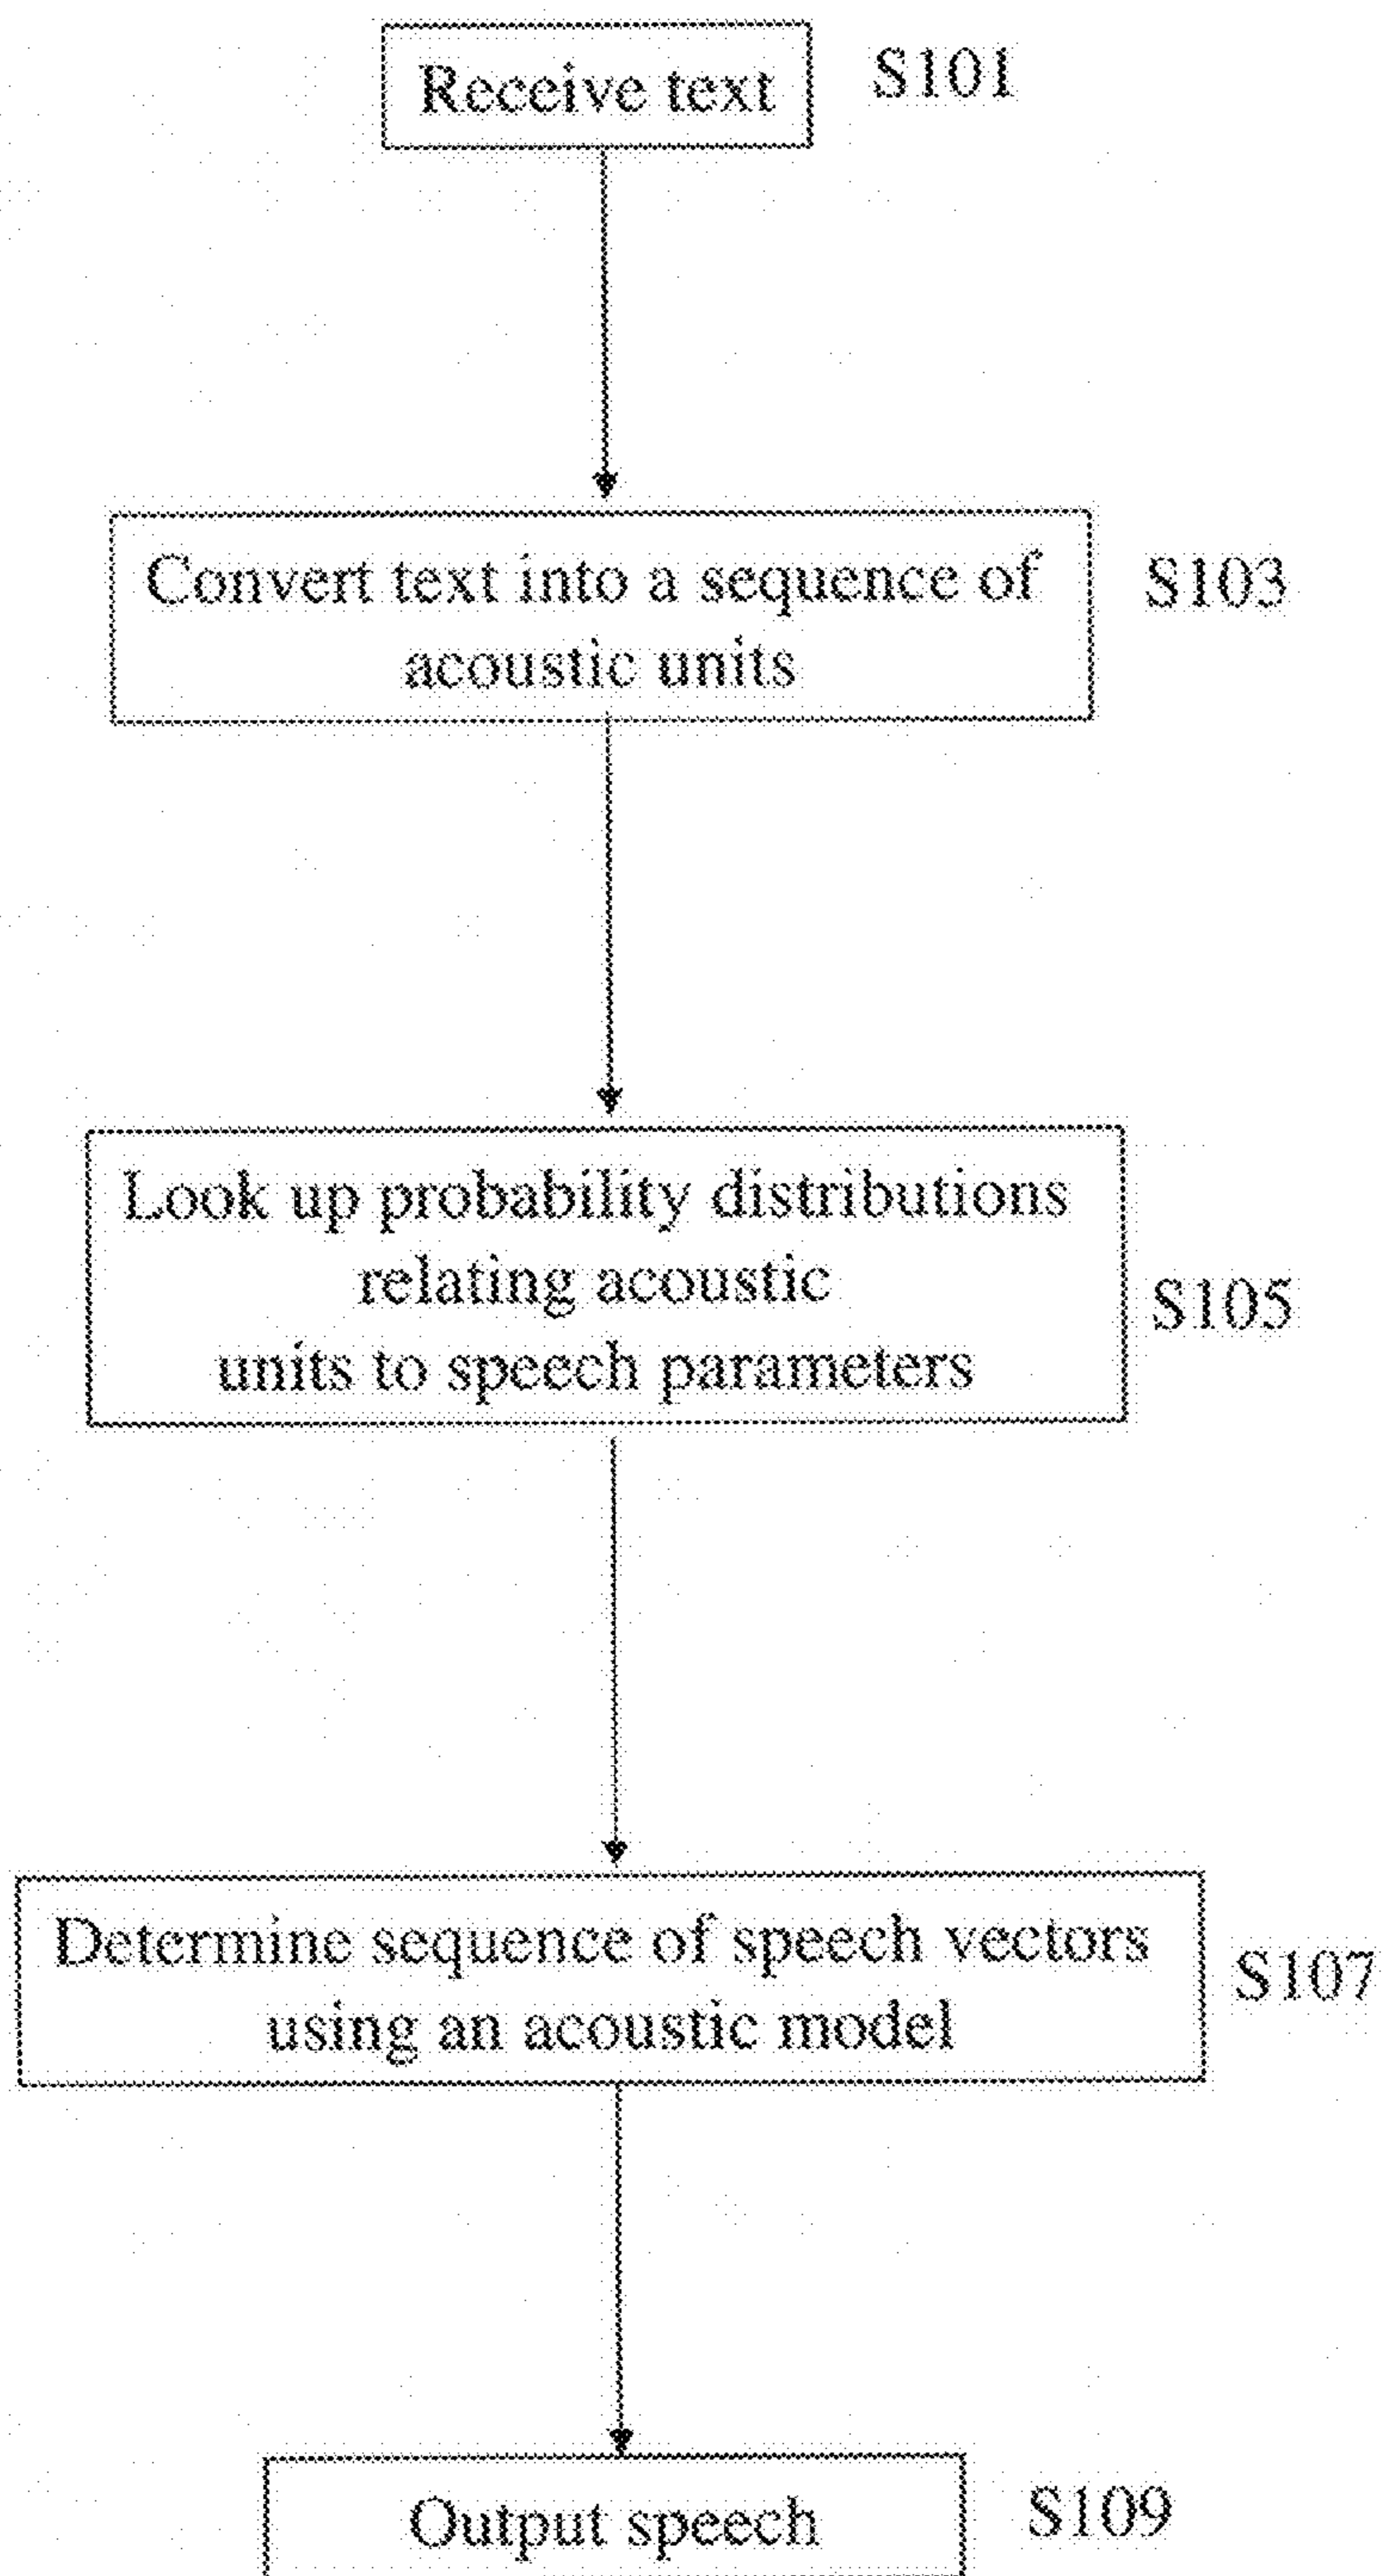 Receive text S101
Convert text into a sequence of
acoustic units
S103
Look up probability distributions
relating acoustic
units to speech parameters
S105
Determine sequence of speech vectors
using an acoustic model
S107
Output speech S109